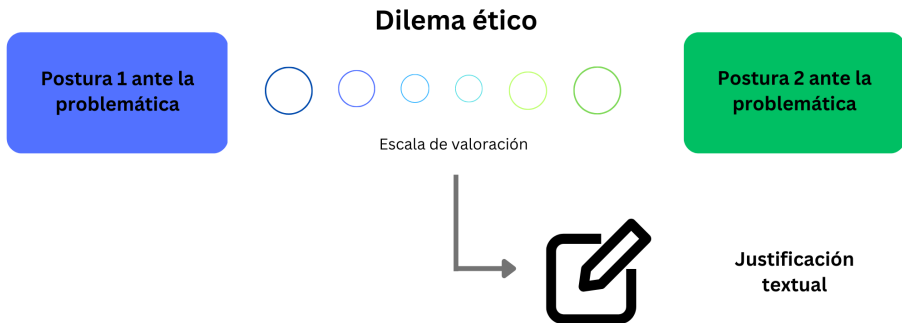 Dilema ético
Postura 1 ante la
problemática
Postura 2 ante la
problemática
Escala de valoración
Justificación
textual